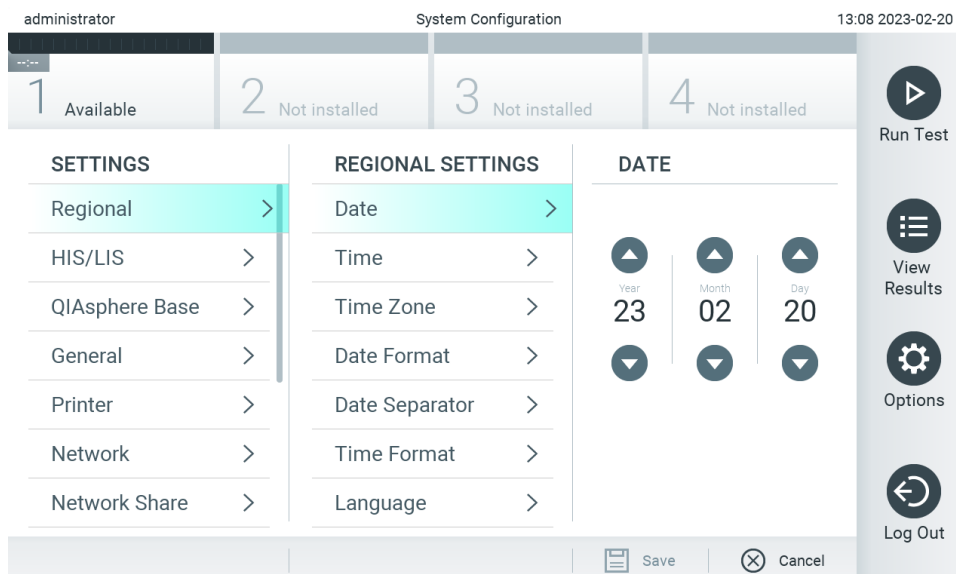 administrator
System Configuration
13:08 2023-02-20
--:--
1 Available
2 Not installed
3 Not installed
4 Not installed
Run Test
View
Results
Options
Log Out
SETTINGS
Regional
HIS/LIS
QIAsphere Base
General
Printer
Network
Network Share
REGIONAL SETTINGS
Date
Time
Time Zone
Date Format
Date Separator
Time Format
Language
DATE
Year Month Day
23 02 20
Save
Cancel